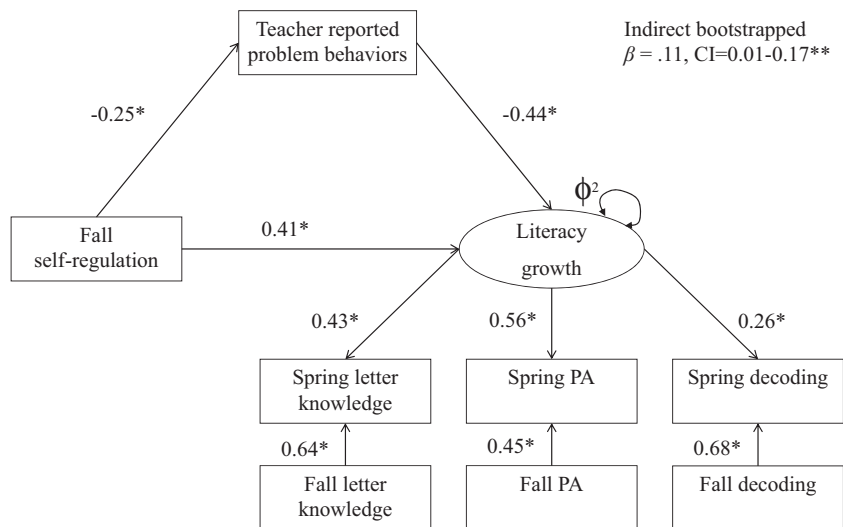 Teacher reported
problem behaviors
Indirect bootstrapped
β = .11, CI=0.01-0.17**
-0.25*
-0.44*
ϕ²
Fall
self-regulation
0.41*
Literacy
growth
0.43*
0.56*
0.26*
Spring letter
knowledge
Spring PA
Spring decoding
0.64*
0.45*
0.68*
Fall letter
knowledge
Fall PA
Fall decoding